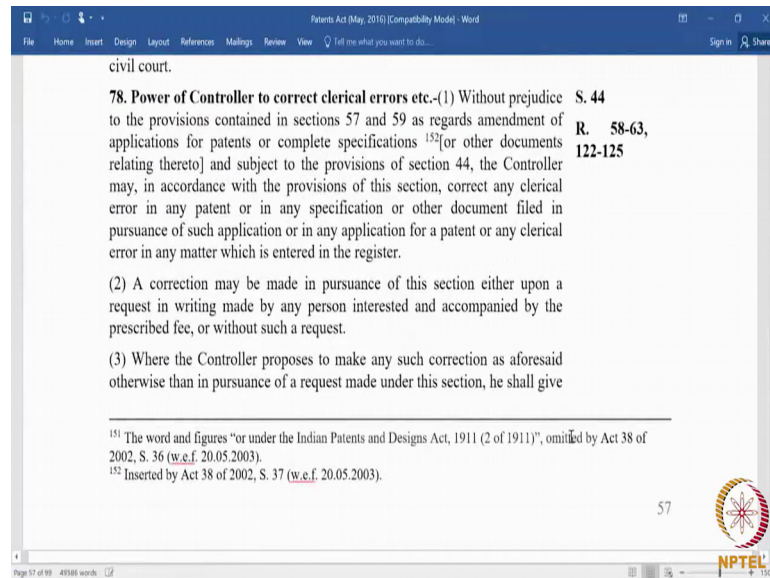 Patents Act (May, 2016) [Compatibility Mode] - Word
File Home Insert Design Layout References Mailings Review View Tell me what you want to do... Sign in Share
civil court.
78. Power of Controller to correct clerical errors etc.-(1) Without prejudice S. 44
to the provisions contained in sections 57 and 59 as regards amendment of
applications for patents or complete specifications 152[or other documents R. 58-63,
relating thereto] and subject to the provisions of section 44, the Controller 122-125
may, in accordance with the provisions of this section, correct any clerical
error in any patent or in any specification or other document filed in
pursuance of such application or in any application for a patent or any clerical
error in any matter which is entered in the register.
(2) A correction may be made in pursuance of this section either upon a
request in writing made by any person interested and accompanied by the
prescribed fee, or without such a request.
(3) Where the Controller proposes to make any such correction as aforesaid
otherwise than in pursuance of a request made under this section, he shall give
151 The word and figures “or under the Indian Patents and Designs Act, 1911 (2 of 1911)”, omitted by Act 38 of
2002, S. 36 (w.e.f. 20.05.2003).
152 Inserted by Act 38 of 2002, S. 37 (w.e.f. 20.05.2003).
57
NPTEL
Page 57 of 99 49586 words